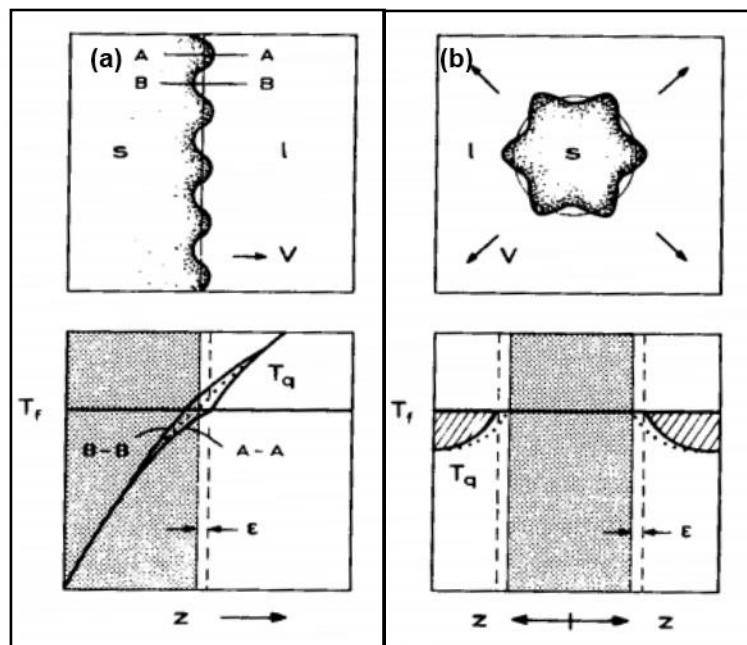 (a)
A A
B B
s l
V
T_f
T_q
B-B A-A
ε
z
(b)
l s
V
T_f
T_q
ε
z z